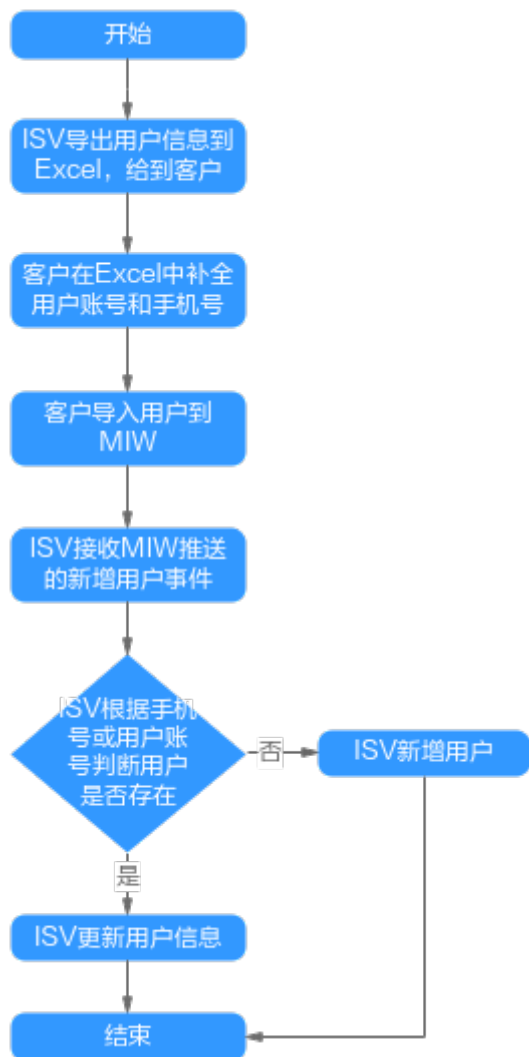 开始
ISV导出用户信息到
Excel，给到客户
客户在Excel中补全
用户账号和手机号
客户导入用户到
MIW
ISV接收MIW推送
的新增用户事件
ISV根据手机
号或用户账
号判断用户
是否存在
否
ISV新增用户
是
ISV更新用户信息
结束